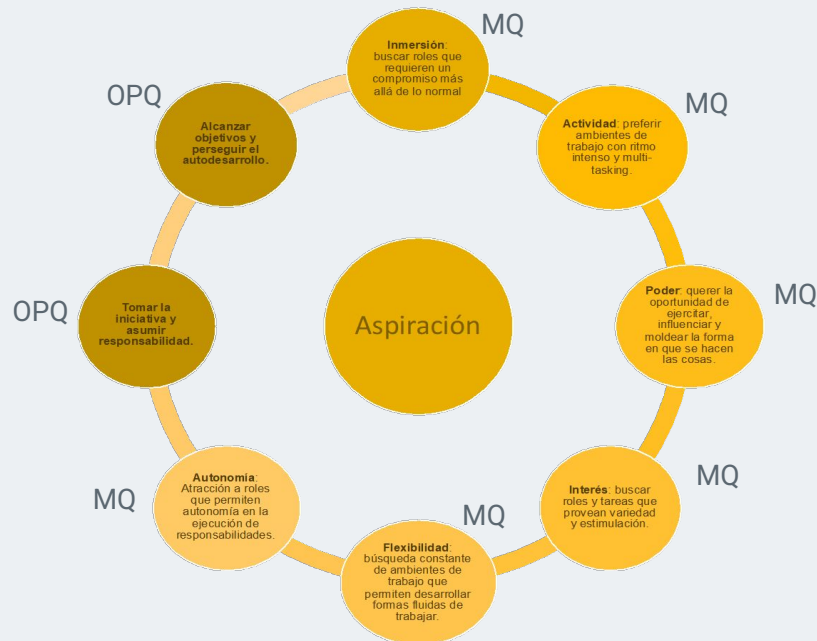 MQ
Inmersión:
buscar roles que
requieren un
compromiso más
allá de lo normal
MQ
Actividad: preferir
ambientes de
trabajo con ritmo
intenso y multi-
tasking.
MQ
Poder: querer la
oportunidad de
ejercitar,
influenciar y
moldear la forma
en que se hacen
las cosas.
MQ
Interés: buscar
roles y tareas que
provean variedad
y estimulación.
MQ
Flexibilidad:
búsqueda constante
de ambientes de
trabajo que
permiten desarrollar
formas fluidas de
trabajar.
MQ
Autonomía:
Atracción a roles
que permiten
autonomía en la
ejecución de
responsabilidades.
OPQ
Tomar la
iniciativa y
asumir
responsabilidad.
OPQ
Alcanzar
objetivos y
perseguir el
autodesarrollo.
Aspiración